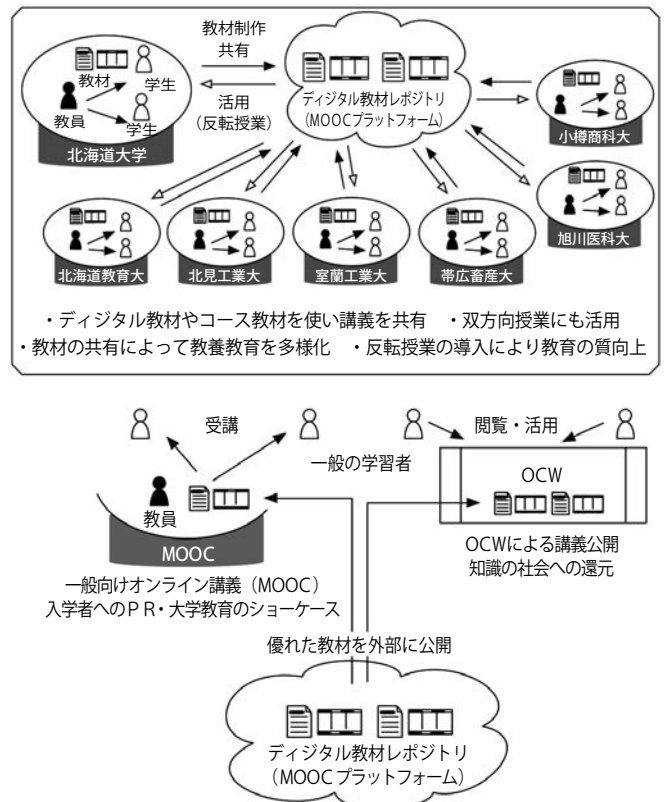 教材制作
共有
教材
学生
教員
学生
北海道大学
活用
(反転授業)
ディジタル教材レポジトリ
(MOOCプラットフォーム)
小樽商科大
旭川医科大
北海道教育大
北見工業大
室蘭工業大
帯広畜産大
・ディジタル教材やコース教材を使い講義を共有 ・双方向授業にも活用
・教材の共有によって教養教育を多様化 ・反転授業の導入により教育の質向上
受講
閲覧・活用
一般の学習者
教員
MOOC
OCW
一般向けオンライン講義（MOOC）
入学者へのＰＲ・大学教育のショーケース
OCWによる講義公開
知識の社会への還元
優れた教材を外部に公開
ディジタル教材レポジトリ
（MOOCプラットフォーム）